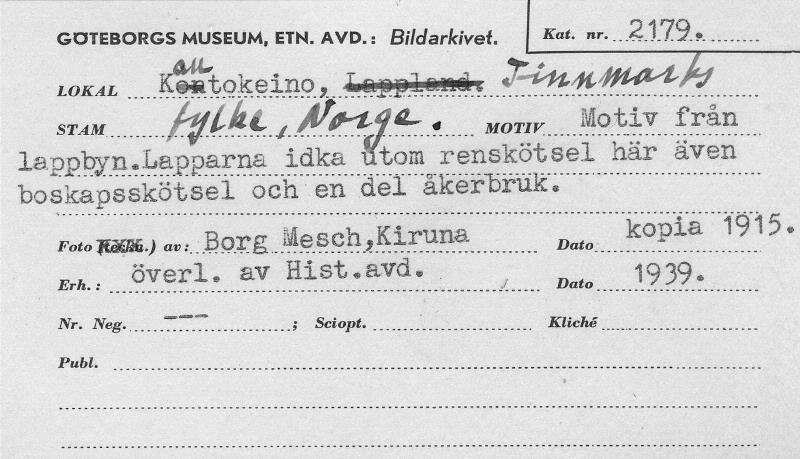 GÖTEBORGS MUSEUM, ETN. AVD.: Bildarkivet. Kat. nr. 2179.
LOKAL Kautokeino, Lappland. Finnmarks
STAM fylke, Norge. MOTIV Motiv från
lappbyn.Lapparna idka utom renskötsel här även
boskapsskötsel och en del åkerbruk.
Foto (teckn.) av: Borg Mesch,Kiruna Dato kopia 1915.
Erh.: överl. av Hist.avd. Dato 1939.
Nr. Neg. --- ; Sciopt. Kliché
Publ.